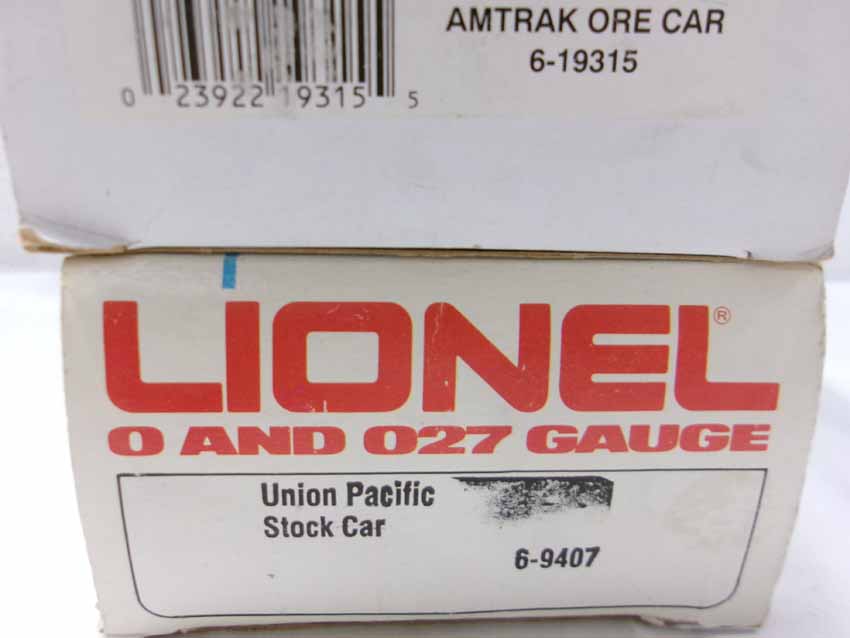 AMTRAK ORE CAR
6-19315
0 23922 19315 5
LIONEL®
O AND O27 GAUGE
Union Pacific
Stock Car
6-9407